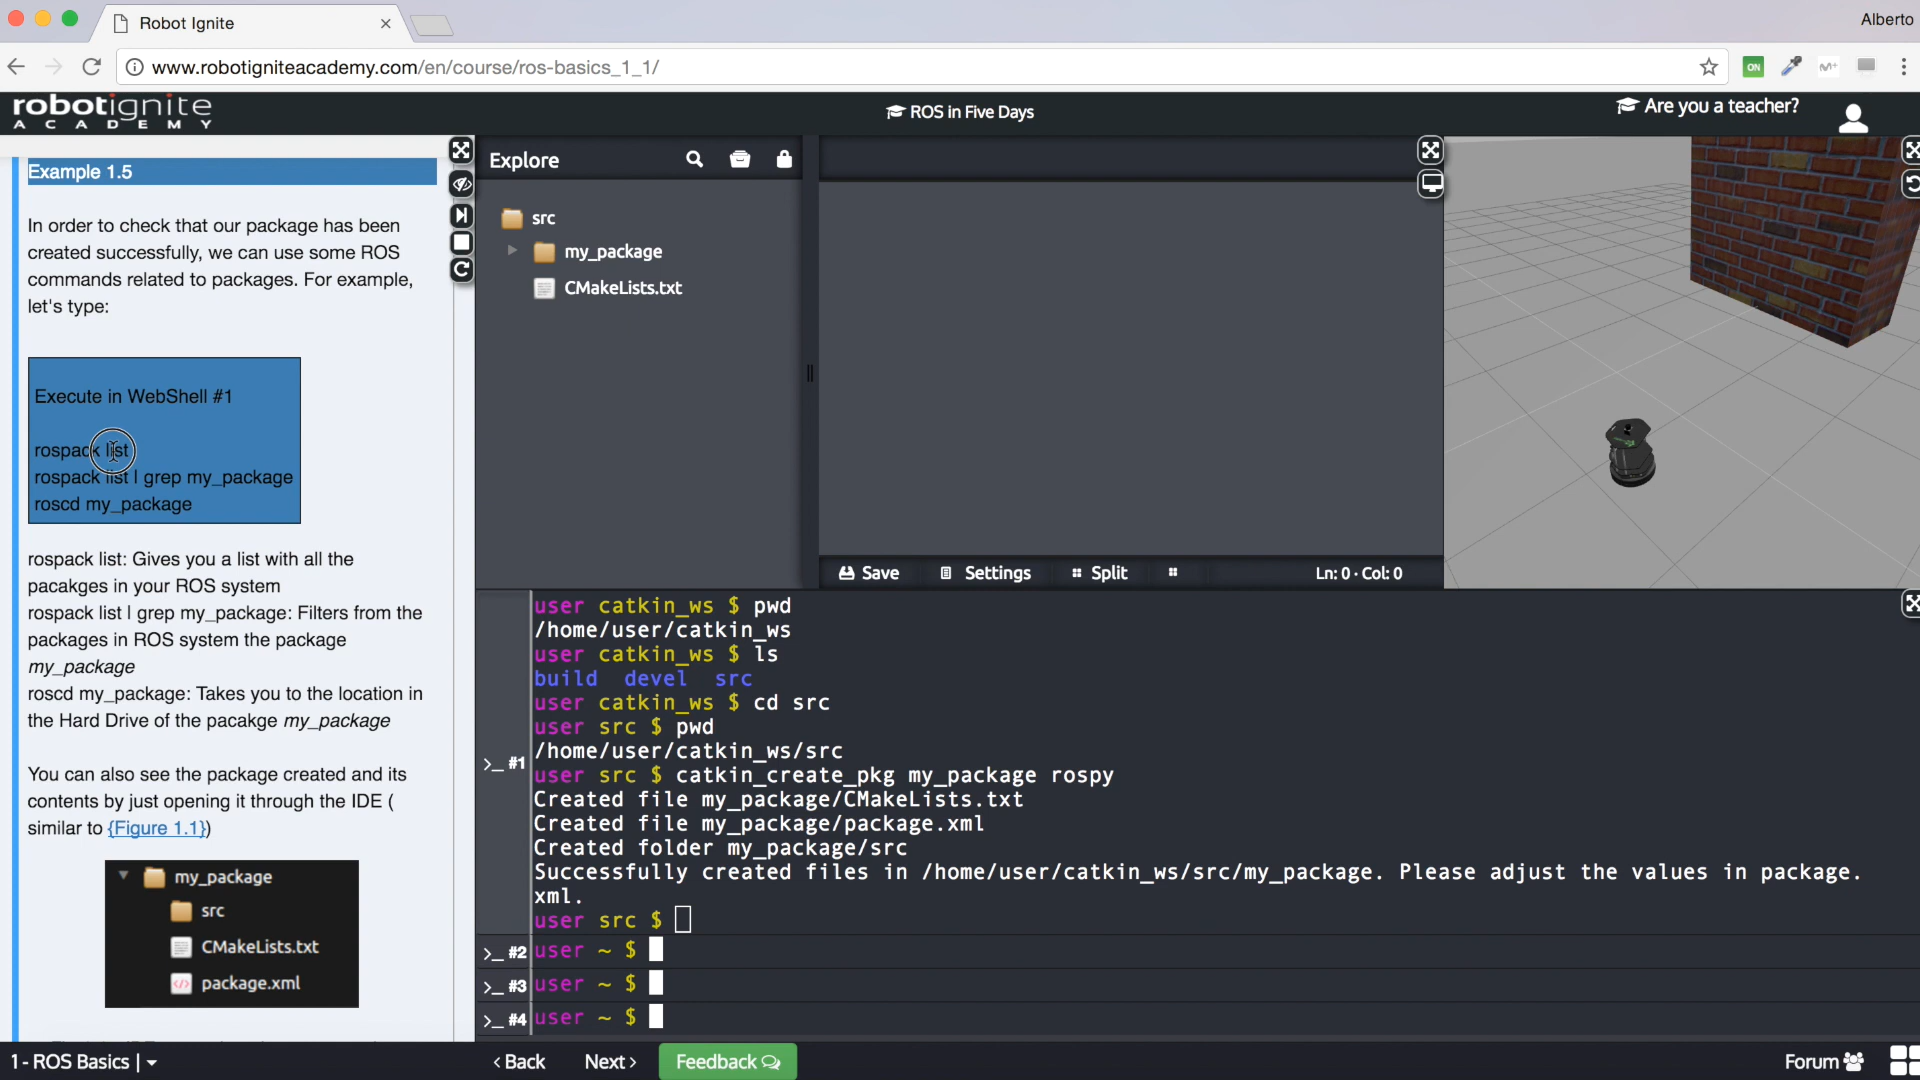 Robot Ignite
Alberto
www.robotigniteacademy.com/en/course/ros-basics_1_1/
ON
robotignite
ACADEMY
ROS in Five Days
Are you a teacher?
Example 1.5
In order to check that our package has been
created successfully, we can use some ROS
commands related to packages. For example,
let's type:
Execute in WebShell #1
rospack list
rospack list | grep my_package
roscd my_package
rospack list: Gives you a list with all the
pacakges in your ROS system
rospack list | grep my_package: Filters from the
packages in ROS system the package
my_package
roscd my_package: Takes you to the location in
the Hard Drive of the pacakge my_package
You can also see the package created and its
contents by just opening it through the IDE (
similar to {Figure 1.1})
my_package
src
CMakeLists.txt
package.xml
Explore
src
my_package
CMakeLists.txt
Save
Settings
Split
Ln: 0 · Col: 0
>_ #1
user catkin_ws $ pwd
/home/user/catkin_ws
user catkin_ws $ ls
build devel src
user catkin_ws $ cd src
user src $ pwd
/home/user/catkin_ws/src
user src $ catkin_create_pkg my_package rospy
Created file my_package/CMakeLists.txt
Created file my_package/package.xml
Created folder my_package/src
Successfully created files in /home/user/catkin_ws/src/my_package. Please adjust the values in package.
xml.
user src $
>_ #2 user ~ $
>_ #3 user ~ $
>_ #4 user ~ $
1 - ROS Basics |
< Back
Next >
Feedback
Forum